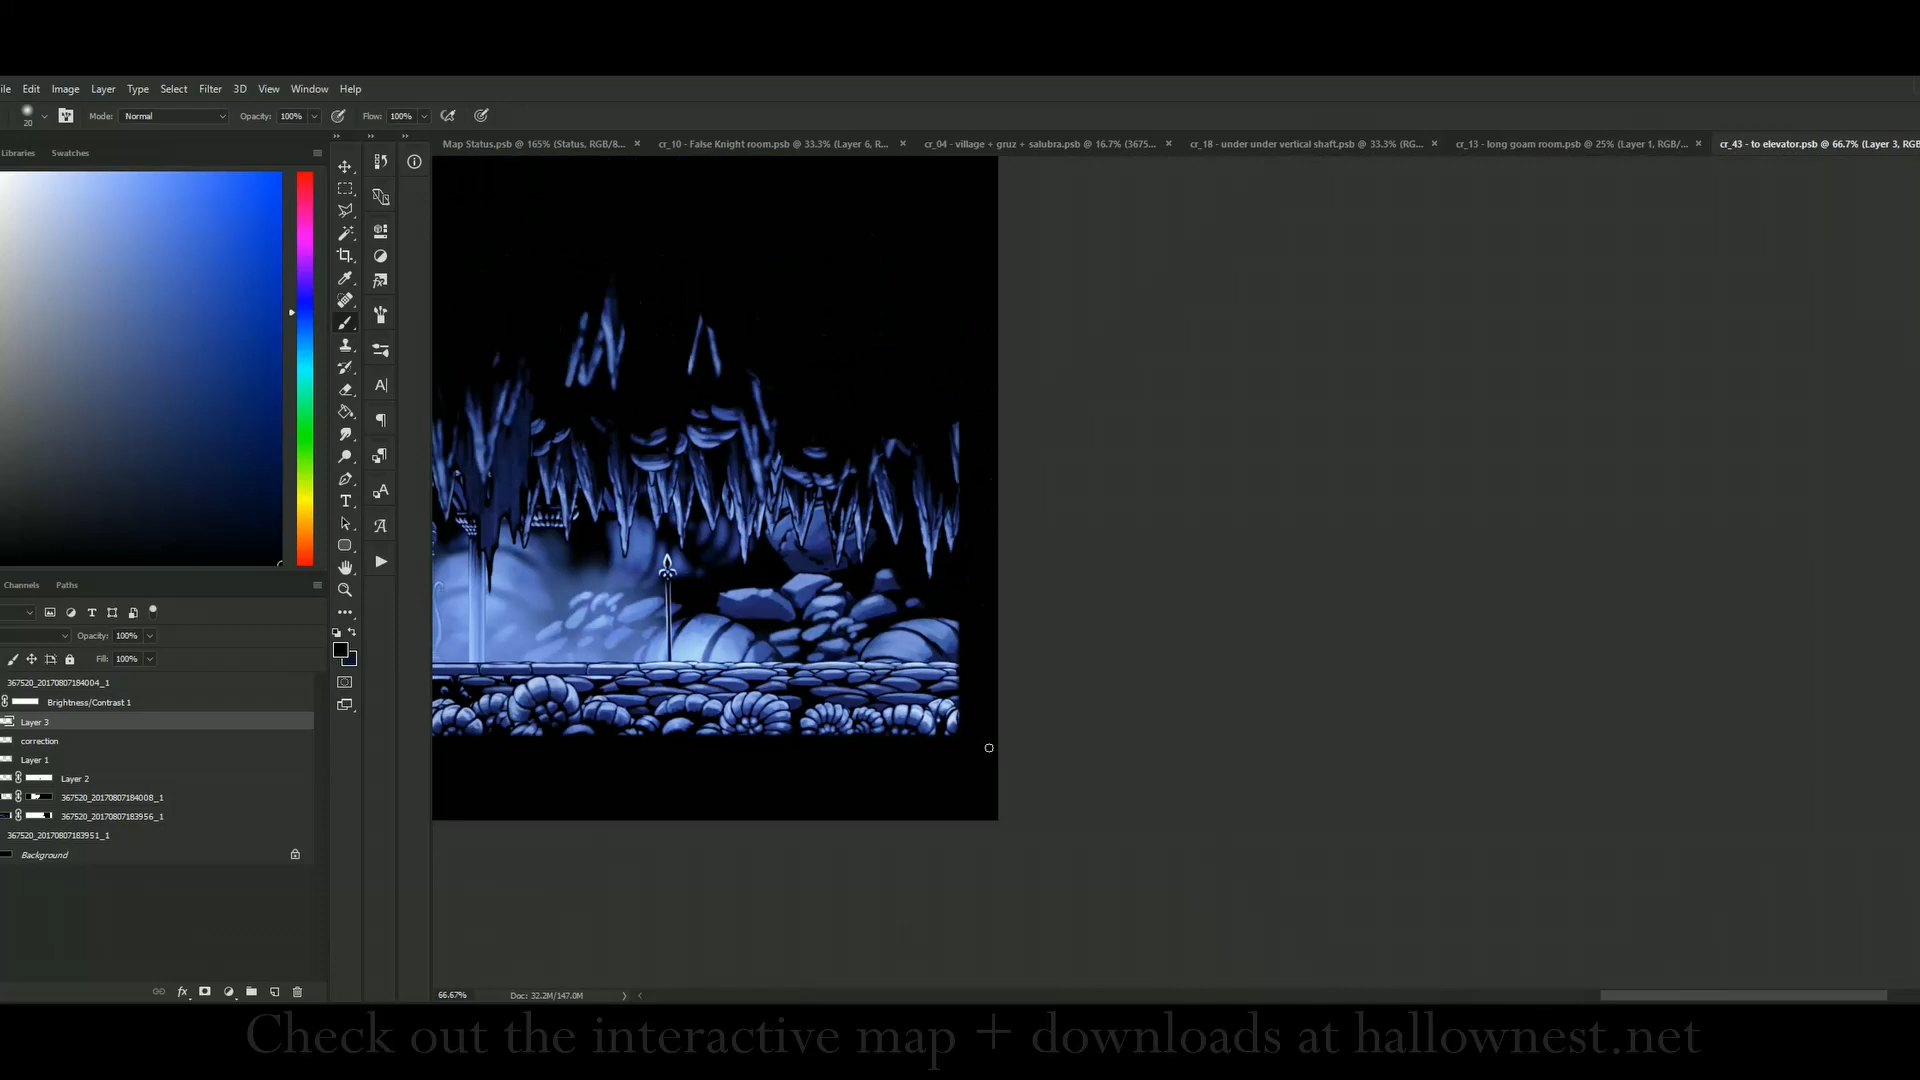 ile Edit Image Layer Type Select Filter 3D View Window Help
20 Mode: Normal Opacity: 100% Flow: 100%
Libraries Swatches
Map Status.psb @ 165% (Status, RGB/8... cr_10 - False Knight room.psb @ 33.3% (Layer 6, R... cr_04 - village + gruz + salubra.psb @ 16.7% (3675... cr_18 - under under vertical shaft.psb @ 33.3% (RG... cr_13 - long goam room.psb @ 25% (Layer 1, RGB/... cr_43 - to elevator.psb @ 66.7% (Layer 3, RGB
Channels Paths
Opacity: 100%
Fill: 100%
367520_20170807184004_1
Brightness/Contrast 1
Layer 3
correction
Layer 1
Layer 2
367520_20170807184008_1
367520_20170807183956_1
367520_20170807183951_1
Background
66.67% Doc: 32.2M/147.0M
Check out the interactive map + downloads at hallownest.net